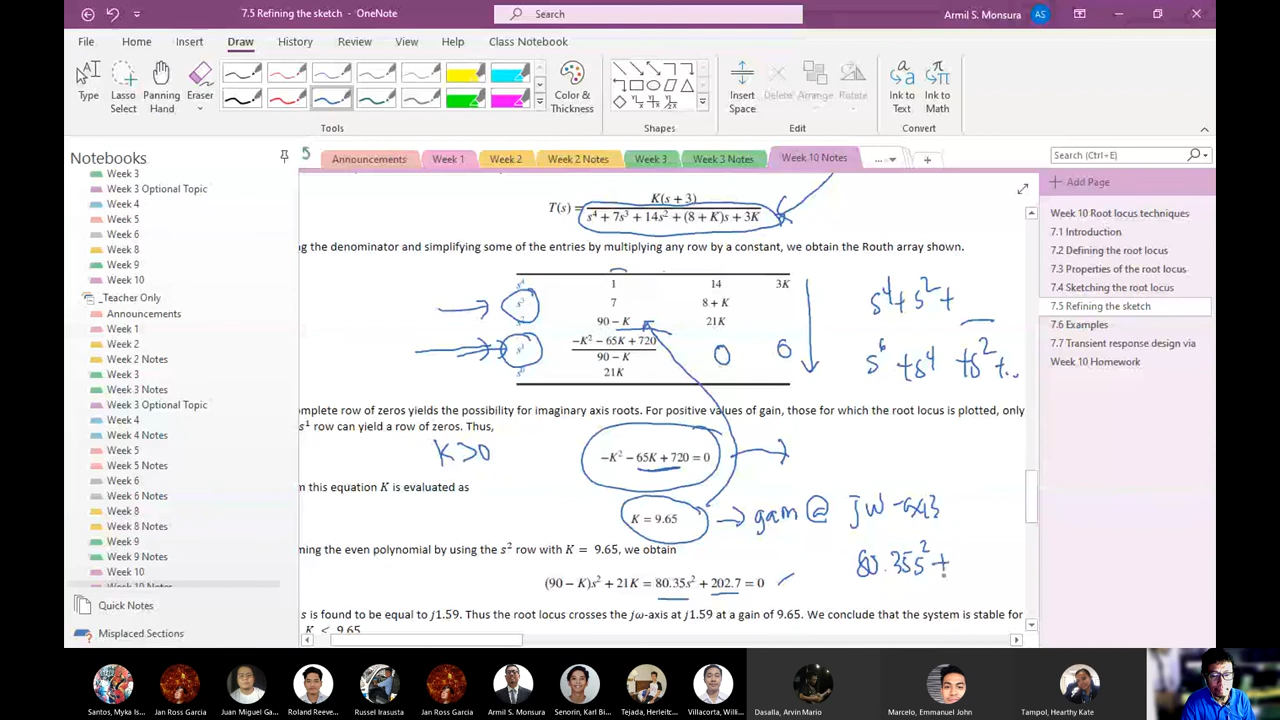 7.5 Refining the sketch - OneNote
Search
Armil S. Monsura
AS
File Home Insert Draw History Review View Help Class Notebook
Type
Lasso Select
Panning Hand
Eraser
Color & Thickness
Insert Space
Delete
Arrange
Rotate
Ink to Text
Ink to Math
Tools
Shapes
Edit
Convert
Notebooks
Announcements Week 1 Week 2 Week 2 Notes Week 3... Week 3 Notes Week 10 Notes ...
Search (Ctrl+E)
Week 3
Week 3 Optional Topic
Week 4
Week 5
Week 6
Week 8
Week 9
Week 10
_Teacher Only
Announcements
Week 1
Week 2
Week 2 Notes
Week 3
Week 3 Notes
Week 3 Optional Topic
Week 4
Week 4 Notes
Week 5
Week 5 Notes
Week 6
Week 6 Notes
Week 8
Week 8 Notes
Week 9
Week 9 Notes
Week 10
Week 10 Notes
Quick Notes
Misplaced Sections
T(s) = K(s + 3) / s⁴ + 7s³ + 14s² + (8 + K)s + 3K
ng the denominator and simplifying some of the entries by multiplying any row by a constant, we obtain the Routh array shown.
s⁴ 1 14 3K
s³ 7 8 + K
s² 90 − K 21K
s¹ −K² − 65K + 720 / 90 − K 0 0
s⁰ 21K
s⁴+s²+
s⁶+s⁴+s²+...
omplete row of zeros yields the possibility for imaginary axis roots. For positive values of gain, those for which the root locus is plotted, only
s¹ row can yield a row of zeros. Thus,
K>0
−K² − 65K + 720 = 0
m this equation K is evaluated as
K = 9.65
gain @ jw-axis
ming the even polynomial by using the s² row with K = 9.65, we obtain
80.35s²+
(90 − K)s² + 21K = 80.35s² + 202.7 = 0
s is found to be equal to j1.59. Thus the root locus crosses the jω-axis at j1.59 at a gain of 9.65. We conclude that the system is stable for
K < 9.65
Add Page
Week 10 Root locus techniques
7.1 Introduction
7.2 Defining the root locus
7.3 Properties of the root locus
7.4 Sketching the root locus
7.5 Refining the sketch
7.6 Examples
7.7 Transient response design via
Week 10 Homework
Santos, Myka Is...
Jan Ross Garcia
Juan Miguel Ga...
Roland Reeve...
Russel Irasusta
Jan Ross Garcia
Armil S. Monsura
Senorin, Karl Bi...
Tejada, Herleitc...
Villacorta, Willi...
Dasalla, Arvin Mario
Marcelo, Emmanuel John
Tampol, Hearthy Kate